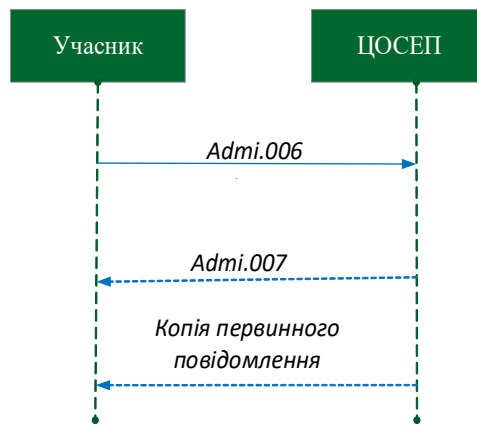 Учасник
ЦОСЕП
Admi.006
Admi.007
Копія первинного
повідомлення